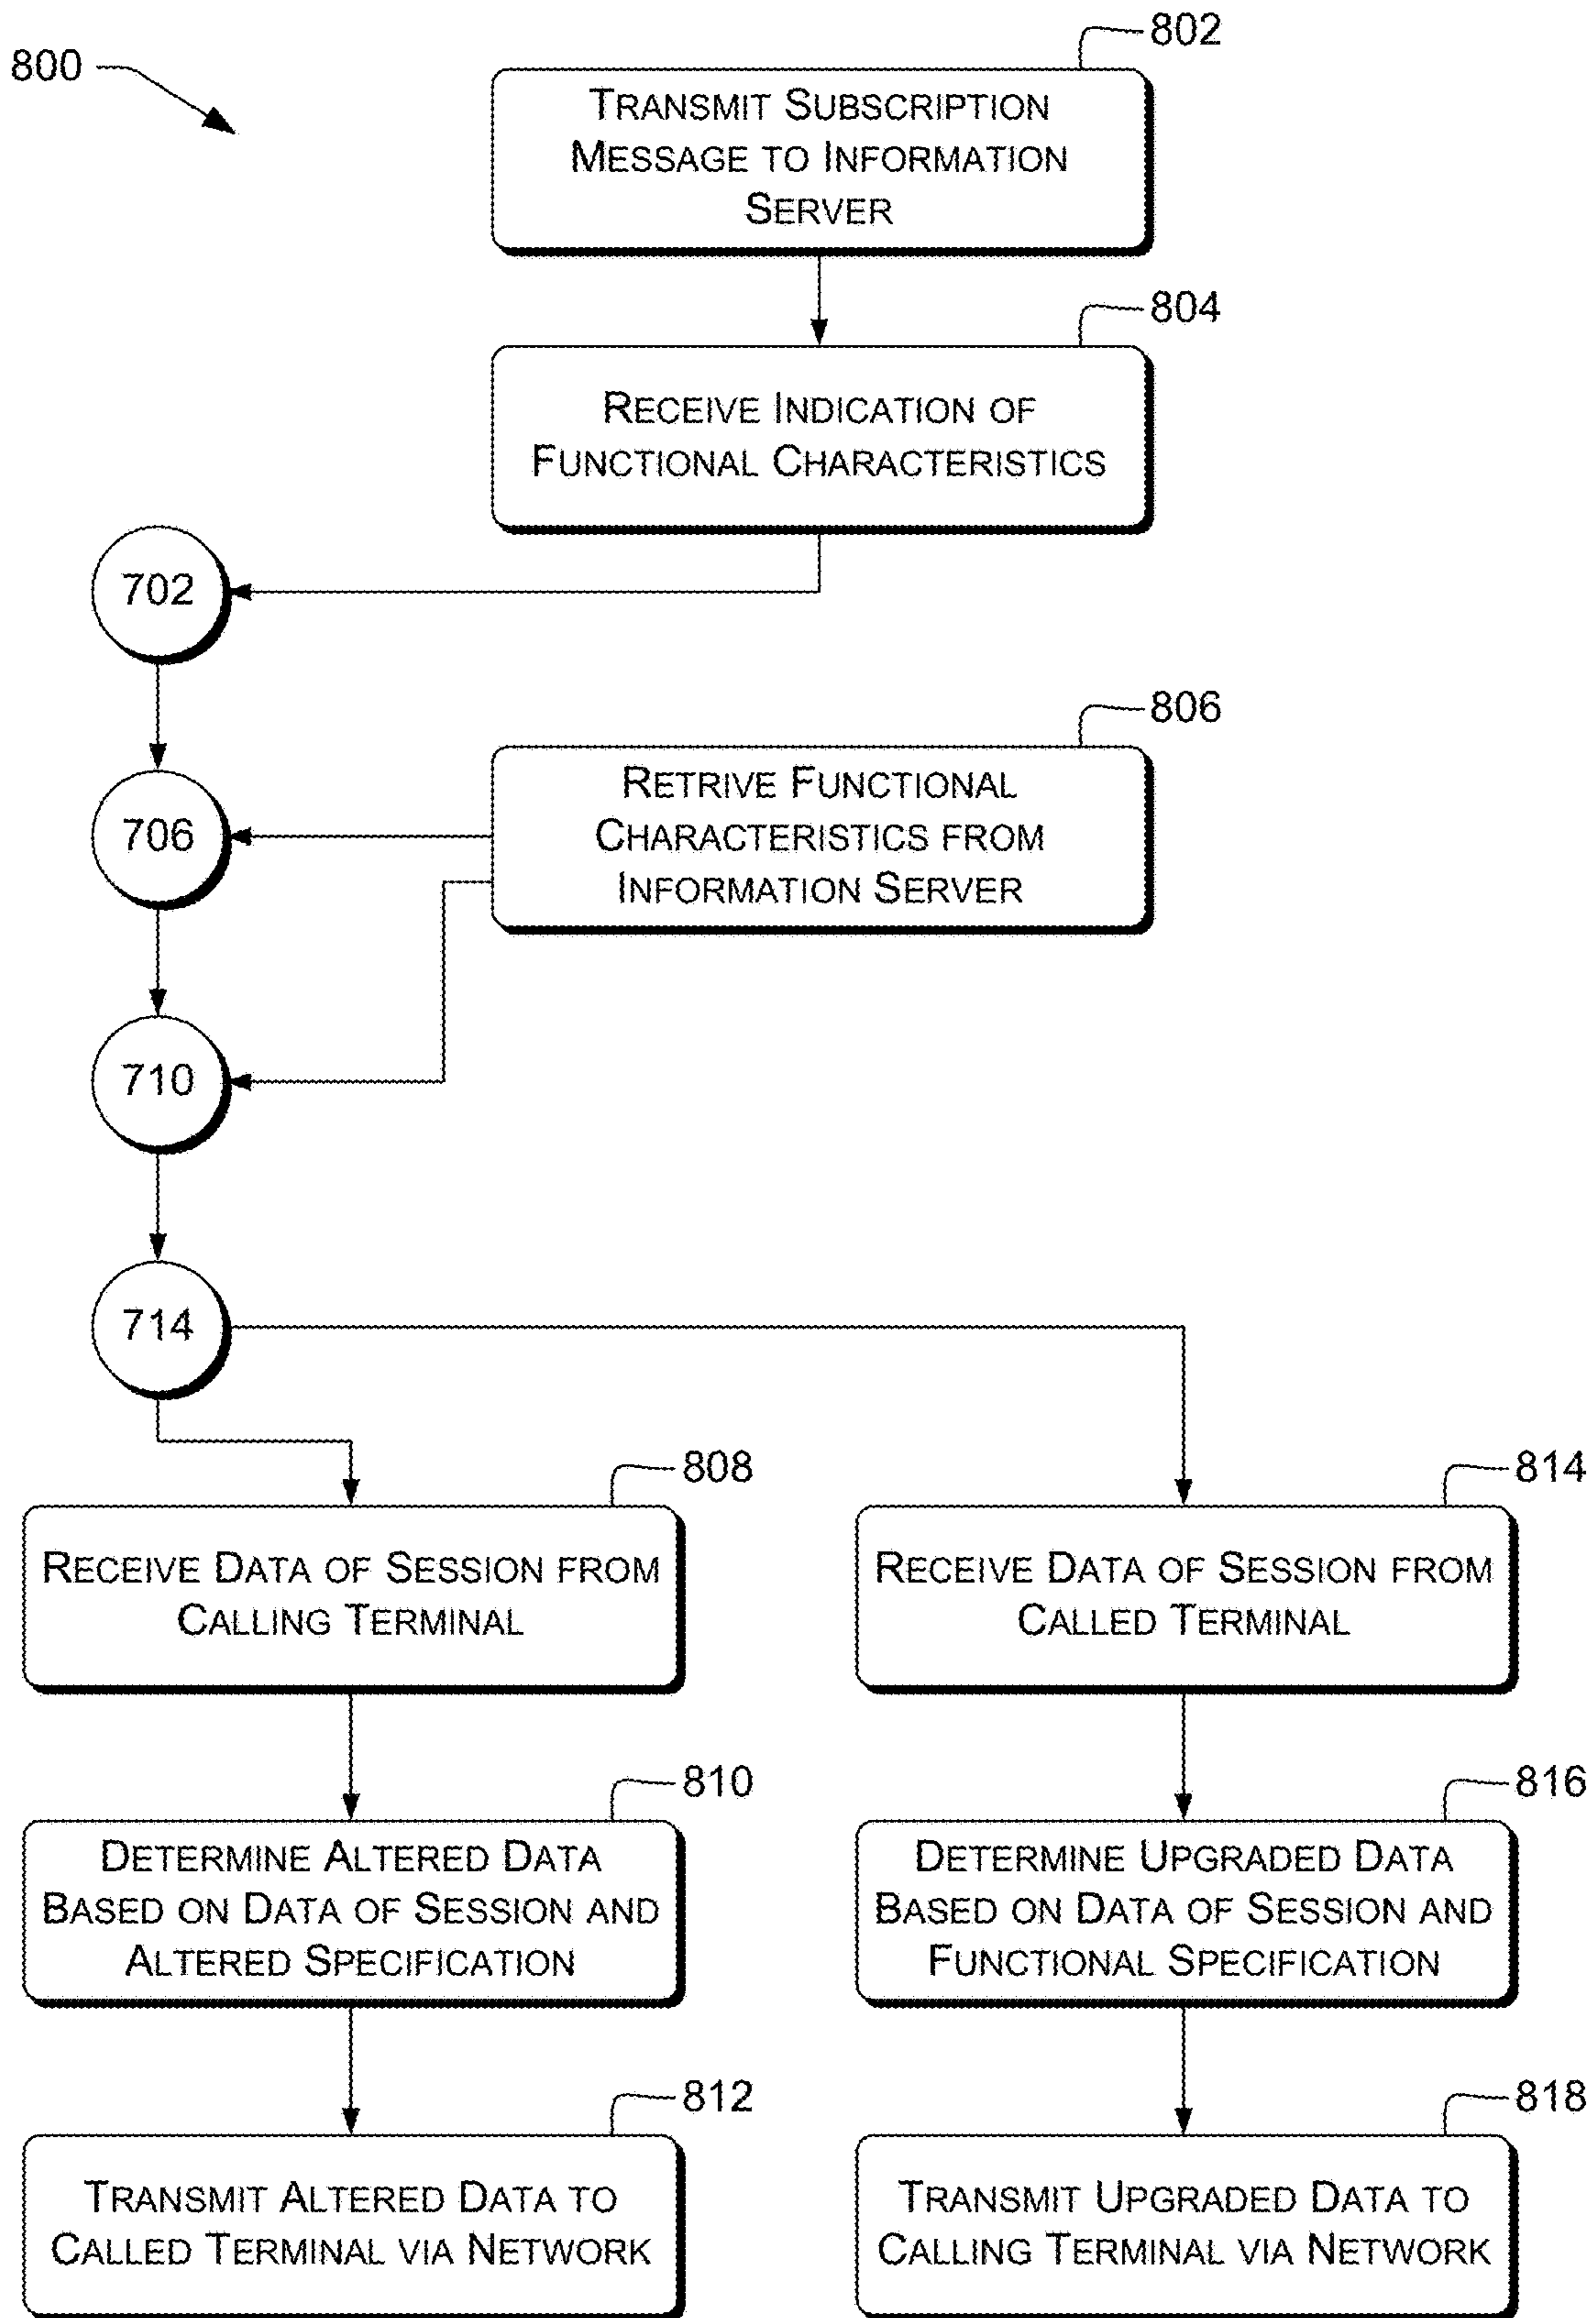 800
802
TRANSMIT SUBSCRIPTION
MESSAGE TO INFORMATION
SERVER
804
RECEIVE INDICATION OF
FUNCTIONAL CHARACTERISTICS
702
806
RETRIVE FUNCTIONAL
CHARACTERISTICS FROM
INFORMATION SERVER
706
710
714
808
RECEIVE DATA OF SESSION FROM
CALLING TERMINAL
814
RECEIVE DATA OF SESSION FROM
CALLED TERMINAL
810
DETERMINE ALTERED DATA
BASED ON DATA OF SESSION AND
ALTERED SPECIFICATION
816
DETERMINE UPGRADED DATA
BASED ON DATA OF SESSION AND
FUNCTIONAL SPECIFICATION
812
TRANSMIT ALTERED DATA TO
CALLED TERMINAL VIA NETWORK
818
TRANSMIT UPGRADED DATA TO
CALLING TERMINAL VIA NETWORK